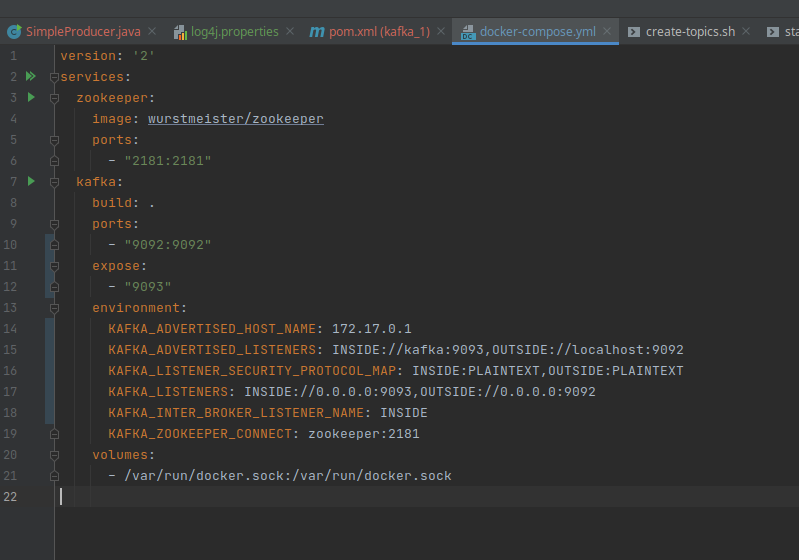 SimpleProducer.java × log4j.properties × pom.xml (kafka_1) × docker-compose.yml × create-topics.sh × sta
1 version: '2'
2 services:
3   zookeeper:
4     image: wurstmeister/zookeeper
5     ports:
6       - "2181:2181"
7   kafka:
8     build: .
9     ports:
10       - "9092:9092"
11     expose:
12       - "9093"
13     environment:
14       KAFKA_ADVERTISED_HOST_NAME: 172.17.0.1
15       KAFKA_ADVERTISED_LISTENERS: INSIDE://kafka:9093,OUTSIDE://localhost:9092
16       KAFKA_LISTENER_SECURITY_PROTOCOL_MAP: INSIDE:PLAINTEXT,OUTSIDE:PLAINTEXT
17       KAFKA_LISTENERS: INSIDE://0.0.0.0:9093,OUTSIDE://0.0.0.0:9092
18       KAFKA_INTER_BROKER_LISTENER_NAME: INSIDE
19       KAFKA_ZOOKEEPER_CONNECT: zookeeper:2181
20     volumes:
21       - /var/run/docker.sock:/var/run/docker.sock
22